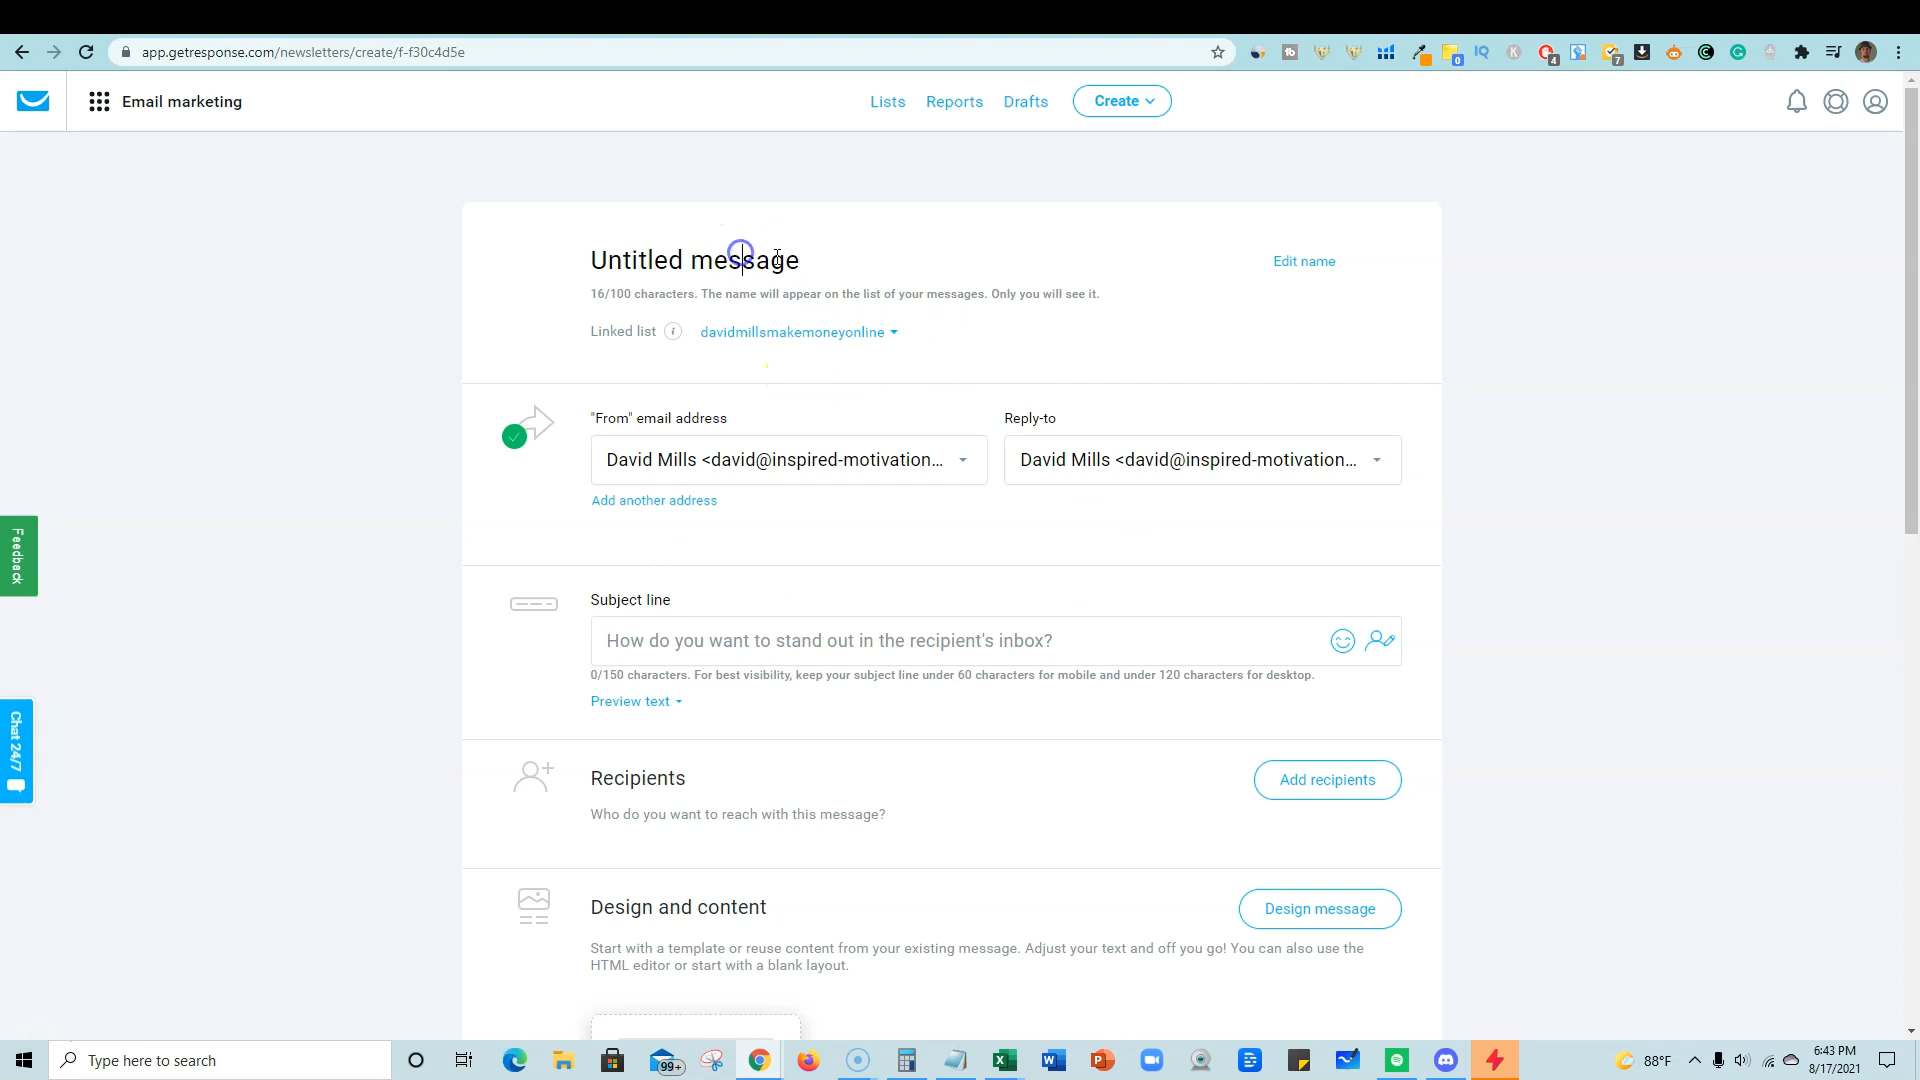 app.getresponse.com/newsletters/create/f-f30c4d5e
Email marketing
Lists
Reports
Drafts
Create
Untitled message
Edit name
16/100 characters. The name will appear on the list of your messages. Only you will see it.
Linked list
davidmillsmakemoneyonline
"From" email address
Reply-to
David Mills <david@inspired-motivation...
David Mills <david@inspired-motivation...
Add another address
Feedback
Subject line
How do you want to stand out in the recipient's inbox?
0/150 characters. For best visibility, keep your subject line under 60 characters for mobile and under 120 characters for desktop.
Preview text
Chat 24/7
Recipients
Add recipients
Who do you want to reach with this message?
Design and content
Design message
Start with a template or reuse content from your existing message. Adjust your text and off you go! You can also use the
HTML editor or start with a blank layout.
Type here to search
99+
88°F
6:43 PM
8/17/2021